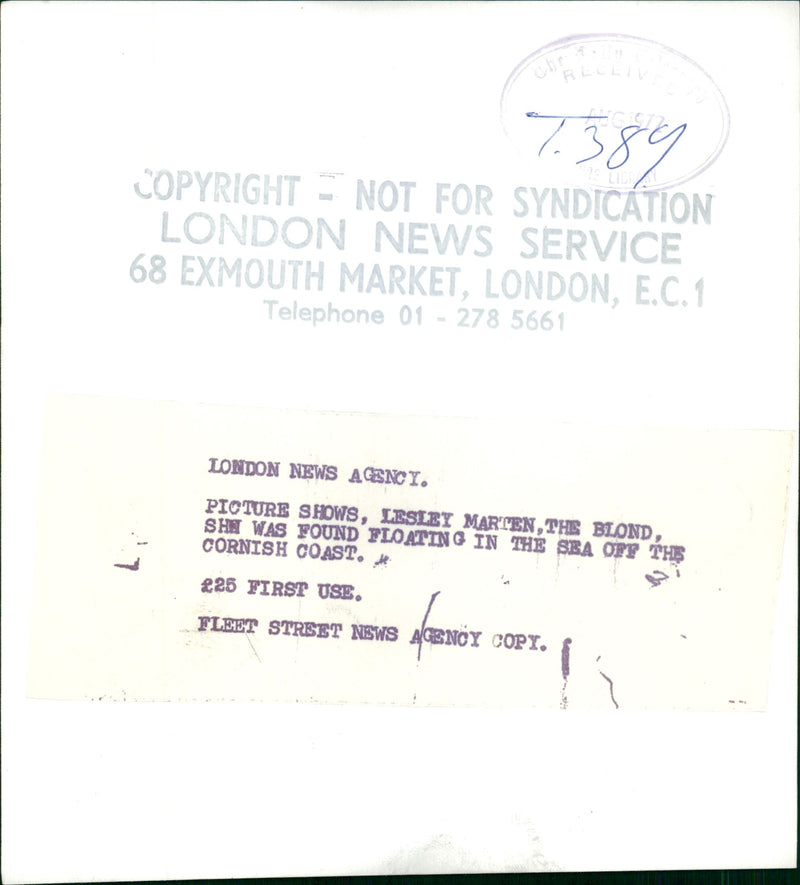 RECEIVED
AUG 1977
T.389
COPYRIGHT - NOT FOR SYNDICATION
LONDON NEWS SERVICE
68 EXMOUTH MARKET, LONDON, E.C.1
Telephone 01 - 278 5661
LONDON NEWS AGENCY.
PICTURE SHOWS, LESLEY MARTEN,THE BLOND,
SHE WAS FOUND FLOATING IN THE SEA OFF THE
CORNISH COAST.
£25 FIRST USE.
FLEET STREET NEWS AGENCY COPY.